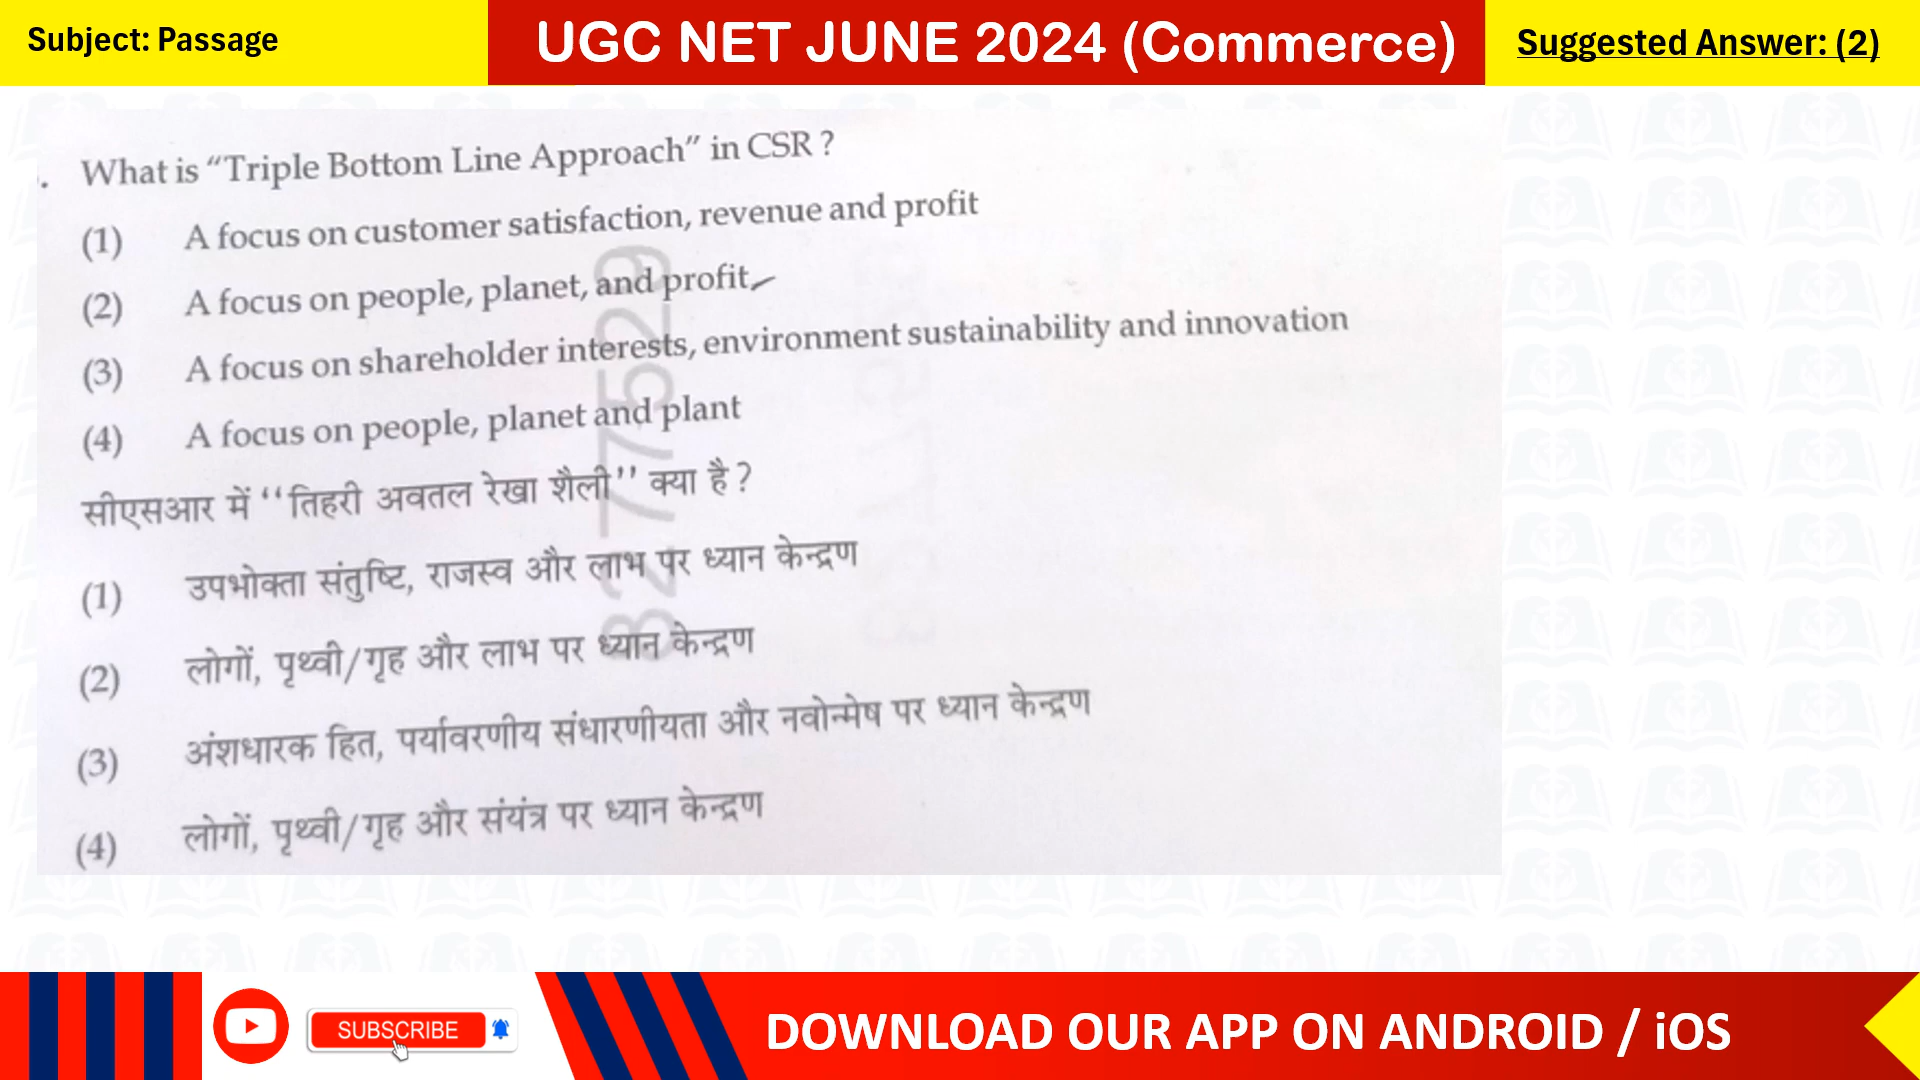 Subject: Passage
UGC NET JUNE 2024 (Commerce)
Suggested Answer: (2)
What is “Triple Bottom Line Approach” in CSR ?
(1) A focus on customer satisfaction, revenue and profit
(2) A focus on people, planet, and profit
(3) A focus on shareholder interests, environment sustainability and innovation
(4) A focus on people, planet and plant
सीएसआर में ‘‘तिहरी अवतल रेखा शैली’’ क्या है ?
(1) उपभोक्ता संतुष्टि, राजस्व और लाभ पर ध्यान केन्द्रण
(2) लोगों, पृथ्वी/गृह और लाभ पर ध्यान केन्द्रण
(3) अंशधारक हित, पर्यावरणीय संधारणीयता और नवोन्मेष पर ध्यान केन्द्रण
(4) लोगों, पृथ्वी/गृह और संयंत्र पर ध्यान केन्द्रण
SUBSCRIBE
DOWNLOAD OUR APP ON ANDROID / iOS